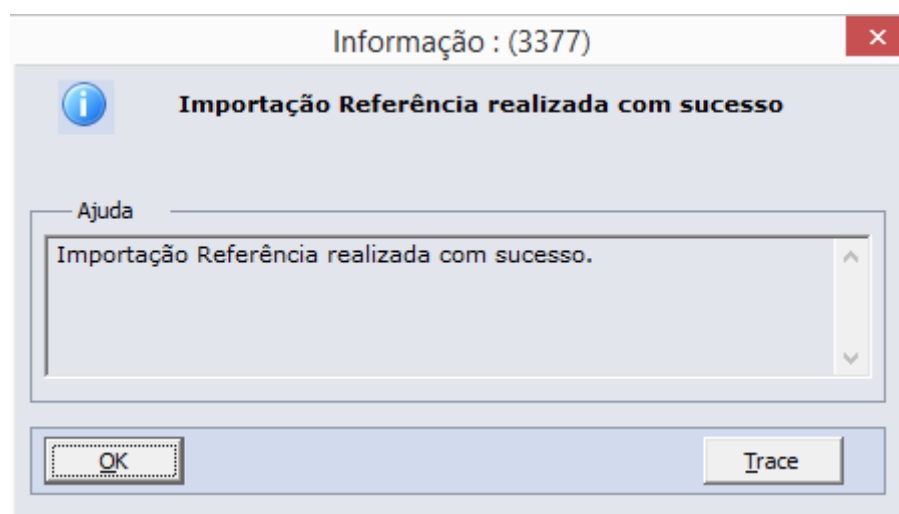 Informação : (3377)
Importação Referência realizada com sucesso
Ajuda
Importação Referência realizada com sucesso.
OK
Trace